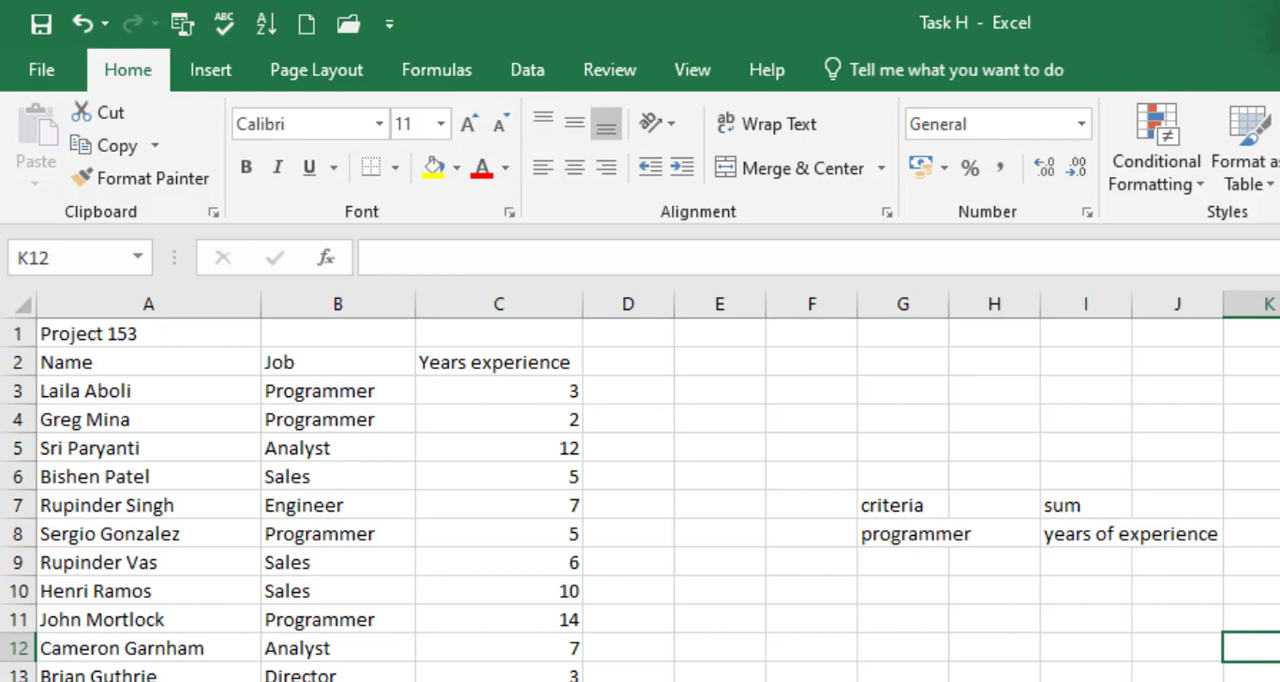 Task H - Excel
File Home Insert Page Layout Formulas Data Review View Help Tell me what you want to do
Paste
Cut
Copy
Format Painter
Clipboard
Calibri 11 A A
B I U A
Font
ab Wrap Text
Merge & Center
Alignment
General
% , .00 .00
Number
Conditional Formatting
Format as Table
Styles
K12 fx
A B C D E F G H I J K
1 Project 153
2 Name Job Years experience
3 Laila Aboli Programmer 3
4 Greg Mina Programmer 2
5 Sri Paryanti Analyst 12
6 Bishen Patel Sales 5
7 Rupinder Singh Engineer 7 criteria sum
8 Sergio Gonzalez Programmer 5 programmer years of experience
9 Rupinder Vas Sales 6
10 Henri Ramos Sales 10
11 John Mortlock Programmer 14
12 Cameron Garnham Analyst 7
13 Brian Guthrie Director 3